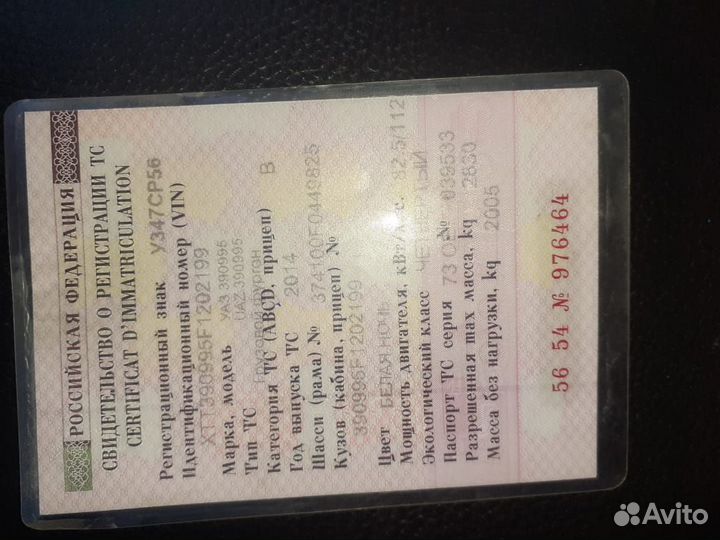 РОССИЙСКАЯ ФЕДЕРАЦИЯ
СВИДЕТЕЛЬСТВО О РЕГИСТРАЦИИ ТС
CERTIFICAT D'IMMATRICULATION
Регистрационный знак У347СР56
Идентификационный номер (VIN)
XTT390995F1202199
Марка, модель УАЗ 390995
UAZ 390995
Тип ТС Грузовой фургон
Категория ТС (ABCD, прицеп) B
Год выпуска ТС 2014
Шасси (рама) № 374100F0449825
Кузов (кабина, прицеп) №
390995F1202199
Цвет БЕЛАЯ НОЧЬ
Мощность двигателя, кВт/л. с. 82.5/112
Экологический класс ЧЕТВЕРТЫЙ
Паспорт ТС серия 73 № 039533
Разрешенная max масса, kg 2830
Масса без нагрузки, kg 2005
56 54 № 976464
Avito